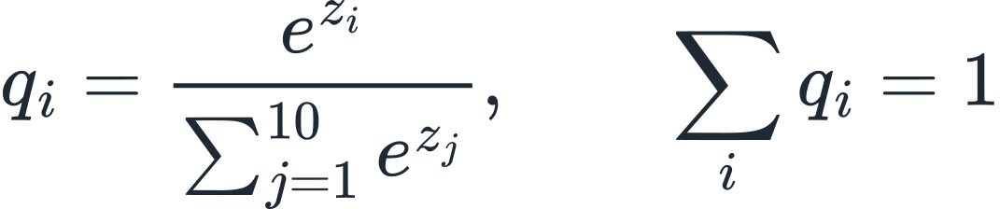 q_i = \frac{e^{z_i}}{\sum_{j=1}^{10} e^{z_j}}, \qquad \sum_i q_i = 1